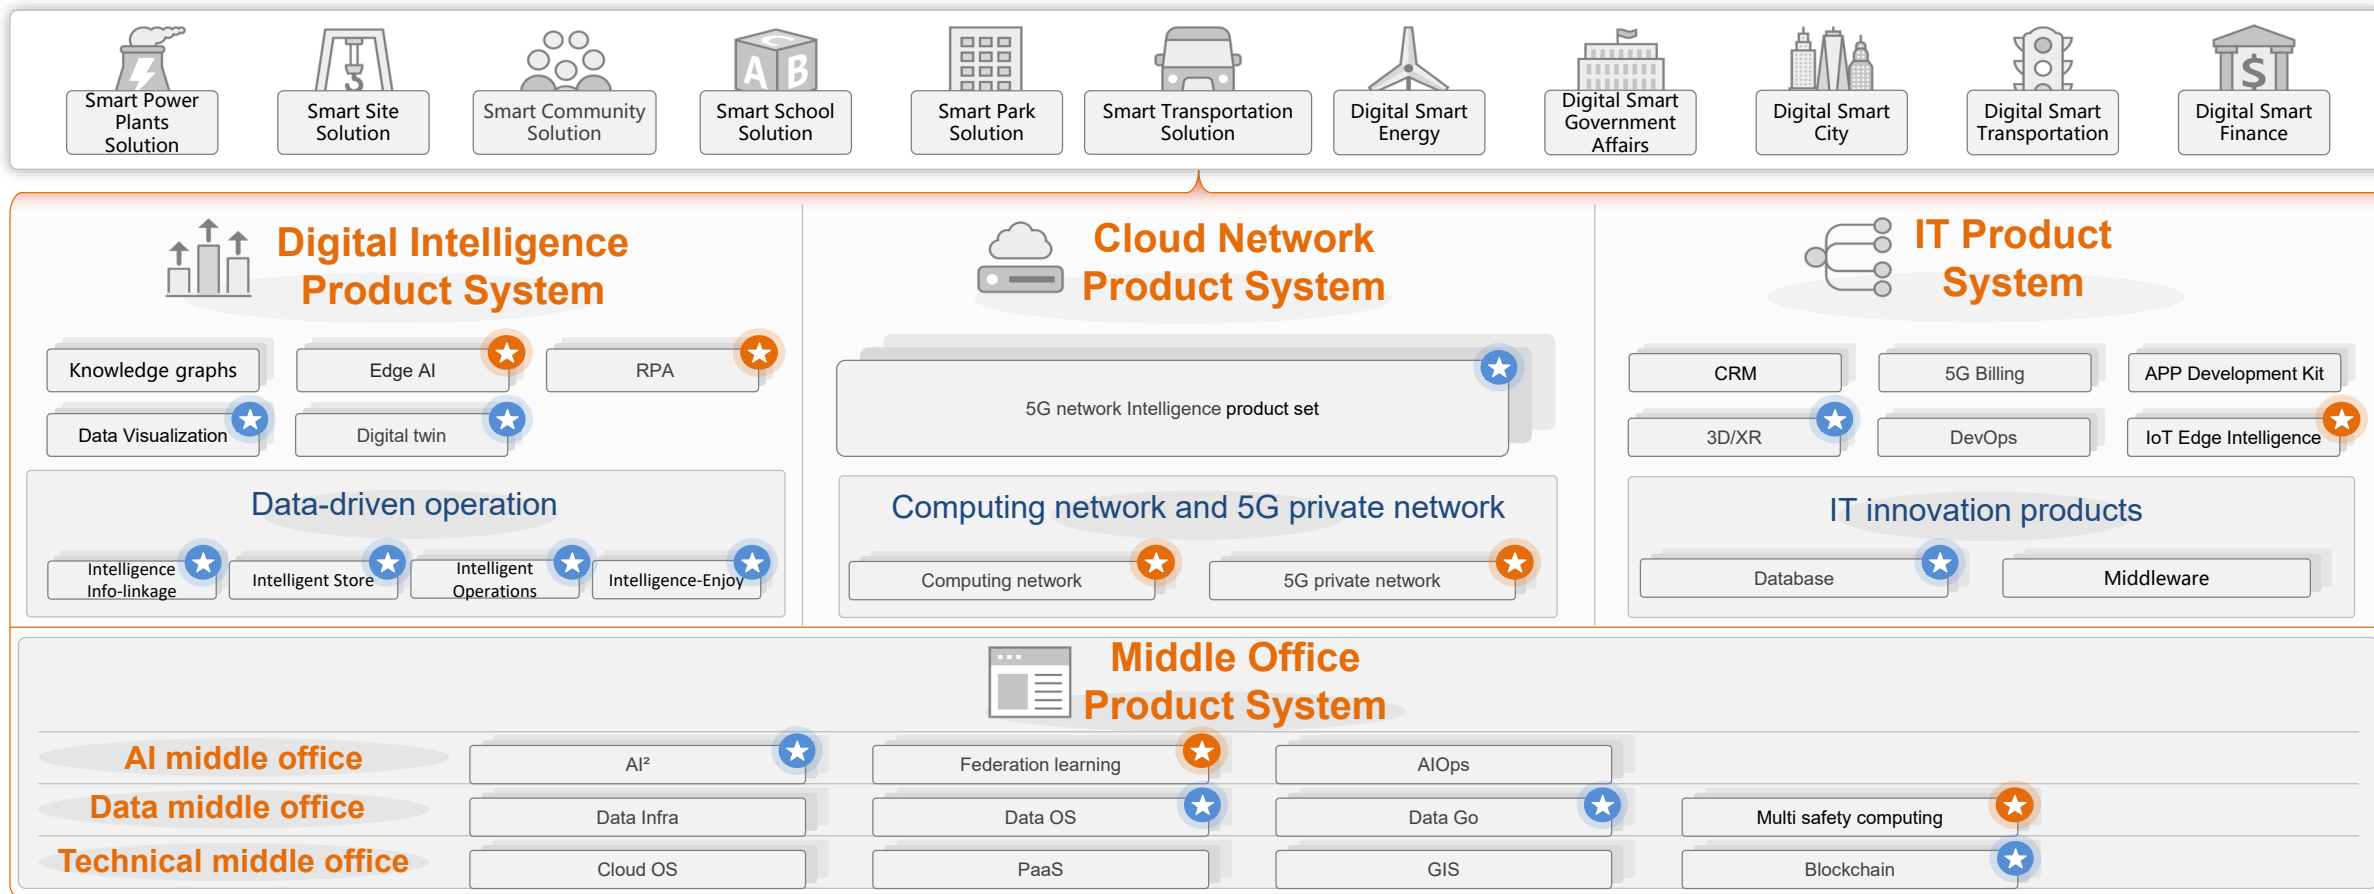 C
A B
$
Smart Power
Plants
Solution
Smart Site
Solution
Smart Community
Solution
Smart School
Solution
Smart Park
Solution
Smart Transportation
Solution
Digital Smart
Energy
Digital Smart
Government
Affairs
Digital Smart
City
Digital Smart
Transportation
Digital Smart
Finance
Digital Intelligence
Product System
Knowledge graphs
Edge AI
RPA
Data Visualization
Digital twin
Data-driven operation
Intelligence
Info-linkage
Intelligent Store
Intelligent
Operations
Intelligence-Enjoy
Cloud Network
Product System
5G network Intelligence product set
Computing network and 5G private network
Computing network
5G private network
IT Product
System
CRM
5G Billing
APP Development Kit
3D/XR
DevOps
IoT Edge Intelligence
IT innovation products
Database
Middleware
Middle Office
Product System
AI middle office
AI²
Federation learning
AIOps
Data middle office
Data Infra
Data OS
Data Go
Multi safety computing
Technical middle office
Cloud OS
PaaS
GIS
Blockchain